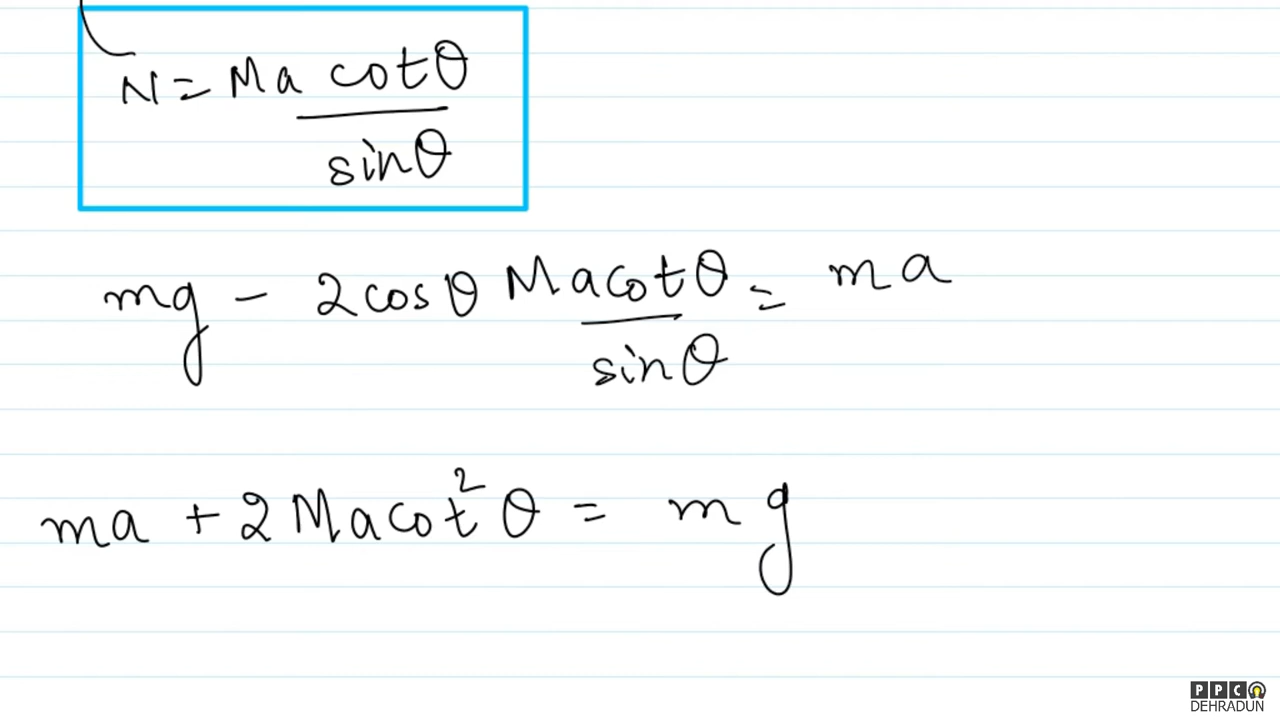 N = Ma cotθ
sinθ
mg - 2cosθ Macotθ = ma
sinθ
ma + 2Macot²θ = mg
PPC
DEHRADUN